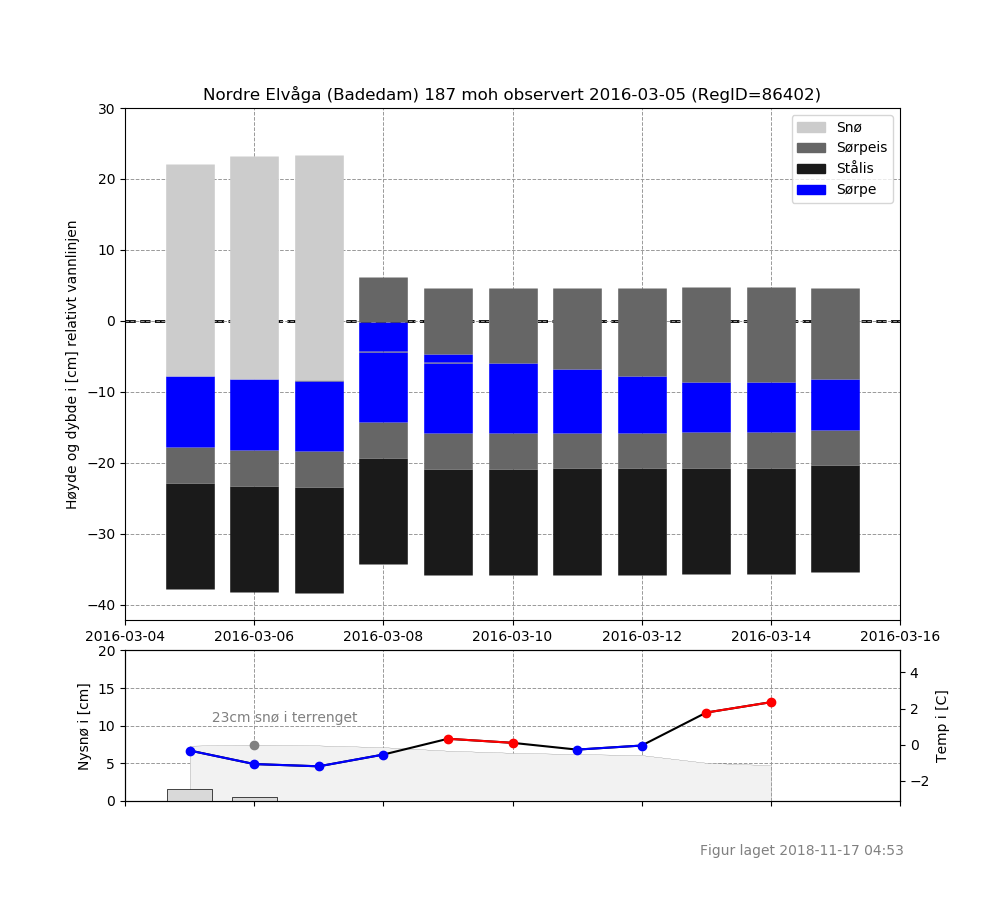 Nordre Elvåga (Badedam) 187 moh observert 2016-03-05 (RegID=86402)
Høyde og dybde i [cm] relativt vannlinjen
30
20
10
0
−10
−20
−30
−40
Snø
Sørpeis
Stålis
Sørpe
2016-03-04
2016-03-06
2016-03-08
2016-03-10
2016-03-12
2016-03-14
2016-03-16
Nysnø i [cm]
20
15
10
5
0
23cm snø i terrenget
4
2
0
−2
Temp i [C]
Figur laget 2018-11-17 04:53